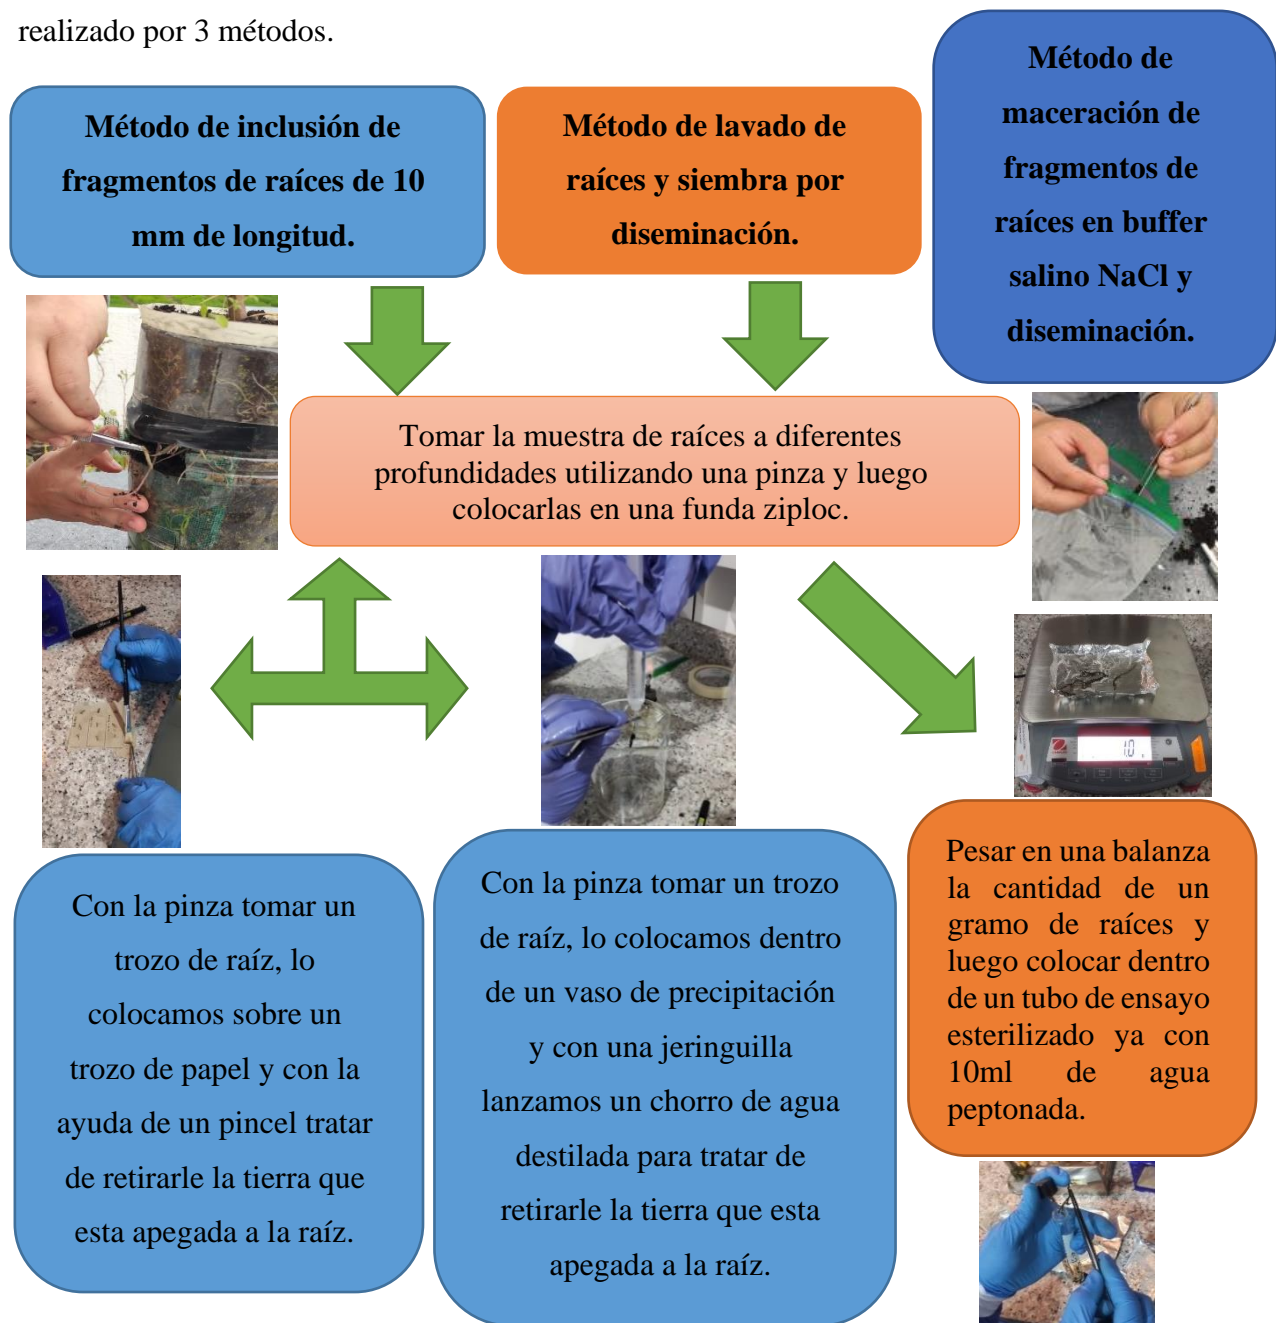 realizado por 3 métodos.
Método de inclusión de
fragmentos de raíces de 10
mm de longitud.
Método de lavado de
raíces y siembra por
diseminación.
Método de
maceración de
fragmentos de
raíces en buffer
salino NaCl y
diseminación.
Tomar la muestra de raíces a diferentes
profundidades utilizando una pinza y luego
colocarlas en una funda ziploc.
1.0
Con la pinza tomar un
trozo de raíz, lo
colocamos sobre un
trozo de papel y con la
ayuda de un pincel tratar
de retirarle la tierra que
esta apegada a la raíz.
Con la pinza tomar un trozo
de raíz, lo colocamos dentro
de un vaso de precipitación
y con una jeringuilla
lanzamos un chorro de agua
destilada para tratar de
retirarle la tierra que esta
apegada a la raíz.
Pesar en una balanza
la cantidad de un
gramo de raíces y
luego colocar dentro
de un tubo de ensayo
esterilizado ya con
10ml de agua
peptonada.